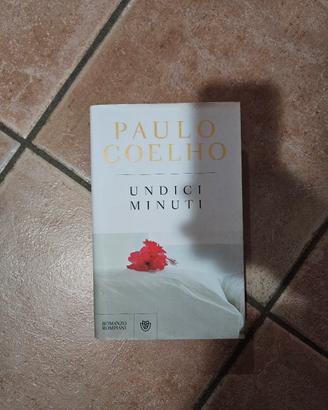 PAULO
COELHO
UNDICI
MINUTI
ROMANZO
BOMPIANI